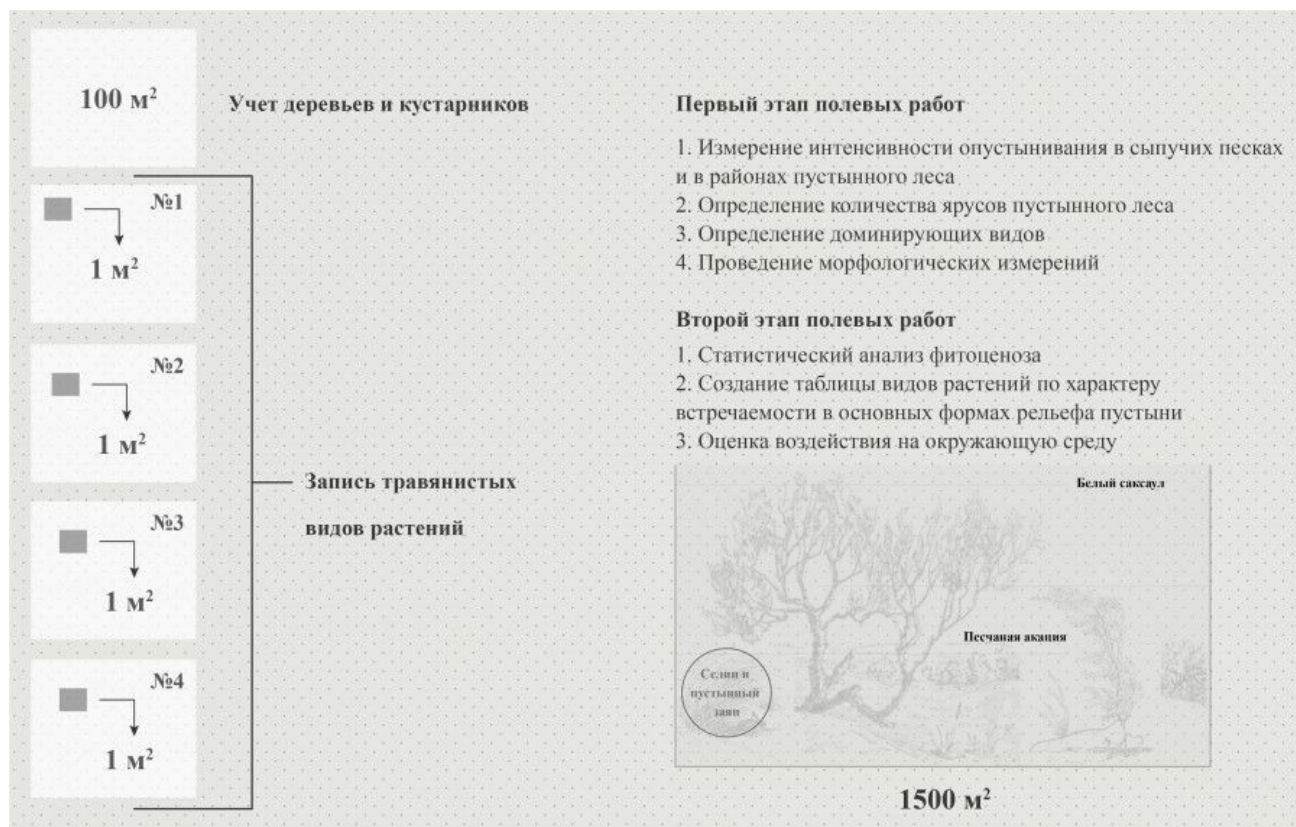 100 м²
Учет деревьев и кустарников
№1
1 м²
№2
1 м²
№3
1 м²
№4
1 м²
Запись травянистых
видов растений
Первый этап полевых работ
1. Измерение интенсивности опустынивания в сыпучих песках
и в районах пустынного леса
2. Определение количества ярусов пустынного леса
3. Определение доминирующих видов
4. Проведение морфологических измерений
Второй этап полевых работ
1. Статистический анализ фитоценоза
2. Создание таблицы видов растений по характеру
встречаемости в основных формах рельефа пустыни
3. Оценка воздействия на окружающую среду
Белый саксаул
Песчаная акация
Селин и
пустынный
заяц
1500 м²